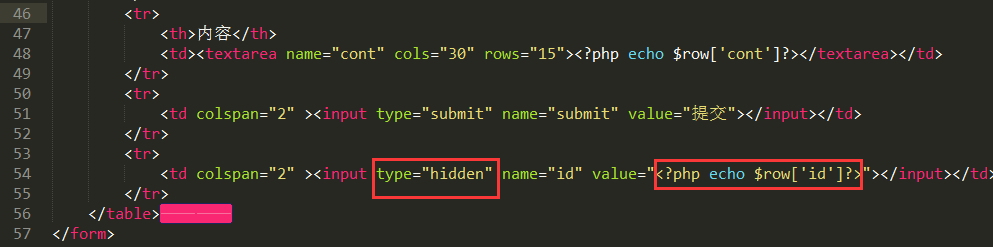 46 <tr>
47 <th>内容</th>
48 <td><textarea name="cont" cols="30" rows="15"><?php echo $row['cont']?></textarea></td>
49 </tr>
50 <tr>
51 <td colspan="2" ><input type="submit" name="submit" value="提交"></input></td>
52 </tr>
53 <tr>
54 <td colspan="2" ><input type="hidden" name="id" value="<?php echo $row['id']?>"></input></td>
55 </tr>
56 </table>
57 </form>